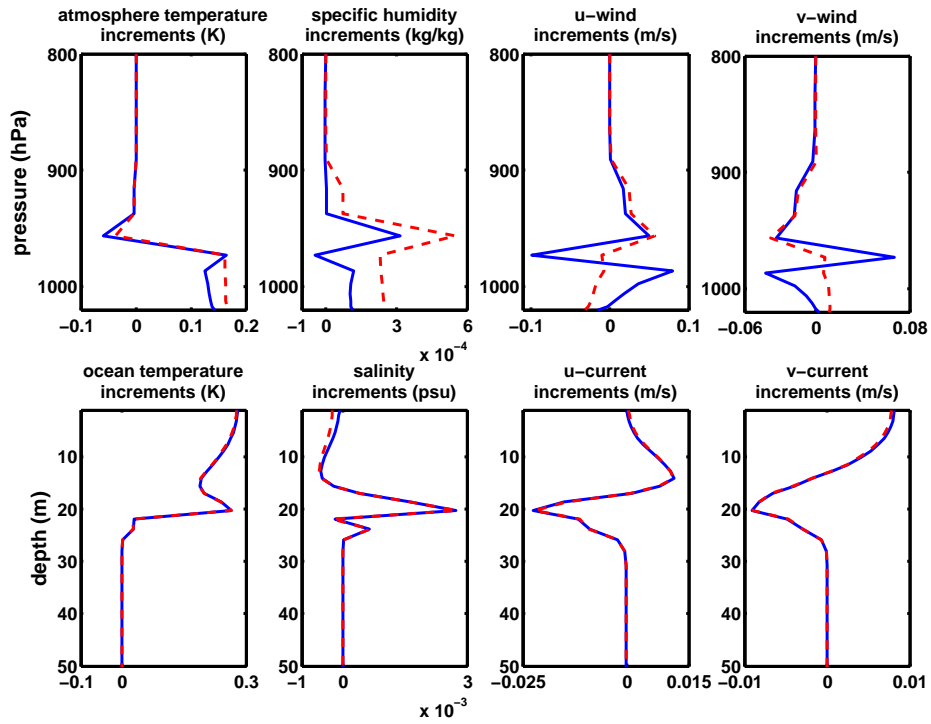 atmosphere temperature
increments (K)
specific humidity
increments (kg/kg)
u−wind
increments (m/s)
v−wind
increments (m/s)
pressure (hPa)
800
900
1000
−0.1
0
0.1
0.2
800
900
1000
−1
0
3
6
x 10⁻⁴
800
900
1000
−0.1
0
0.1
800
900
1000
−0.06
0
0.08
ocean temperature
increments (K)
salinity
increments (psu)
u−current
increments (m/s)
v−current
increments (m/s)
depth (m)
10
20
30
40
50
−0.1
0
0.3
10
20
30
40
50
−1
0
3
x 10⁻³
10
20
30
40
50
−0.025
0
0.015
10
20
30
40
50
−0.01
0
0.01